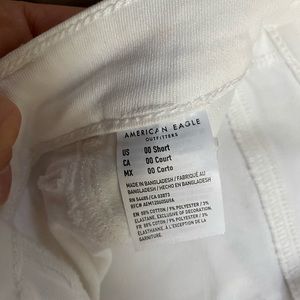 AMERICAN EAGLE
OUTFITTERS
US 00 Short
CA 00 Court
MX 00 Corto
MADE IN BANGLADESH / FABRIQUÉ AU
BANGLADESH / HECHO EN BANGLADESH
RN 54485 / CA 03873
EN: 88% COTTON / 9% POLYESTER / 3%
ELASTANE, EXCLUSIVE OF DECORATION.
FR: 88% COTON / 9% POLYESTER / 3%
ELASTHANNE. A L'EXCEPTION DE LA
GARNITURE.